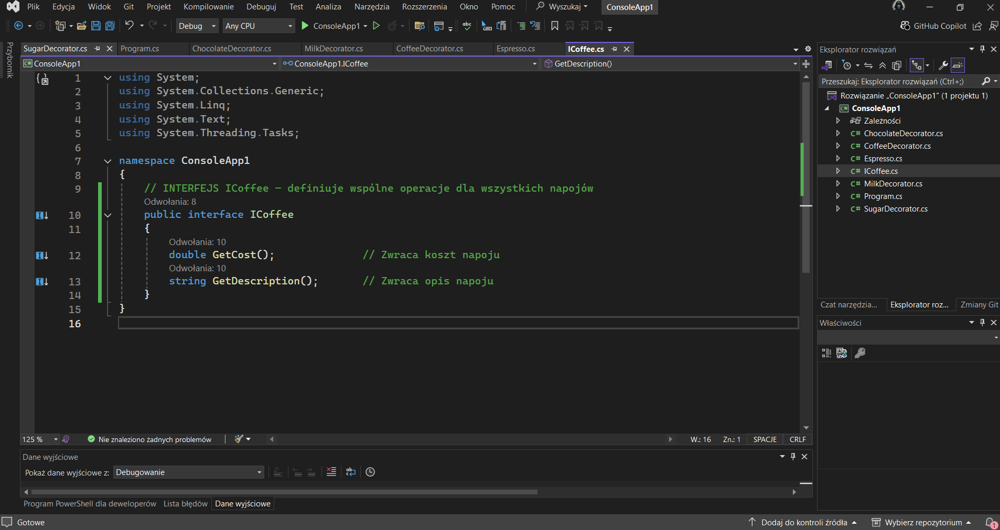 Plik Edycja Widok Git Projekt Kompilowanie Debuguj Test Analiza Narzędzia Rozszerzenia Okno Pomoc Wyszukaj ConsoleApp1
Debug Any CPU ConsoleApp1 GitHub Copilot
Przybornik
SugarDecorator.cs Program.cs ChocolateDecorator.cs MilkDecorator.cs CoffeeDecorator.cs Espresso.cs ICoffee.cs
ConsoleApp1 ConsoleApp1.ICoffee GetDescription()
1 using System;
2 using System.Collections.Generic;
3 using System.Linq;
4 using System.Text;
5 using System.Threading.Tasks;
6
7 namespace ConsoleApp1
8 {
9 // INTERFEJS ICoffee – definiuje wspólne operacje dla wszystkich napojów
Odwołania: 8
10 public interface ICoffee
11 {
Odwołania: 10
12 double GetCost(); // Zwraca koszt napoju
Odwołania: 10
13 string GetDescription(); // Zwraca opis napoju
14 }
15 }
16
125 % Nie znaleziono żadnych problemów W.: 16 Zn.: 1 SPACJE CRLF
Dane wyjściowe
Pokaż dane wyjściowe z: Debugowanie
Program PowerShell dla deweloperów Lista błędów Dane wyjściowe
Eksplorator rozwiązań
Przeszukaj: Eksplorator rozwiązań (Ctrl+;)
Rozwiązanie „ConsoleApp1” (1 projektu 1)
C# ConsoleApp1
Zależności
C# ChocolateDecorator.cs
C# CoffeeDecorator.cs
C# Espresso.cs
C# ICoffee.cs
C# MilkDecorator.cs
C# Program.cs
C# SugarDecorator.cs
Czat narzędzia... Eksplorator roz... Zmiany Git
Właściwości
Gotowe Dodaj do kontroli źródła Wybierz repozytorium 1